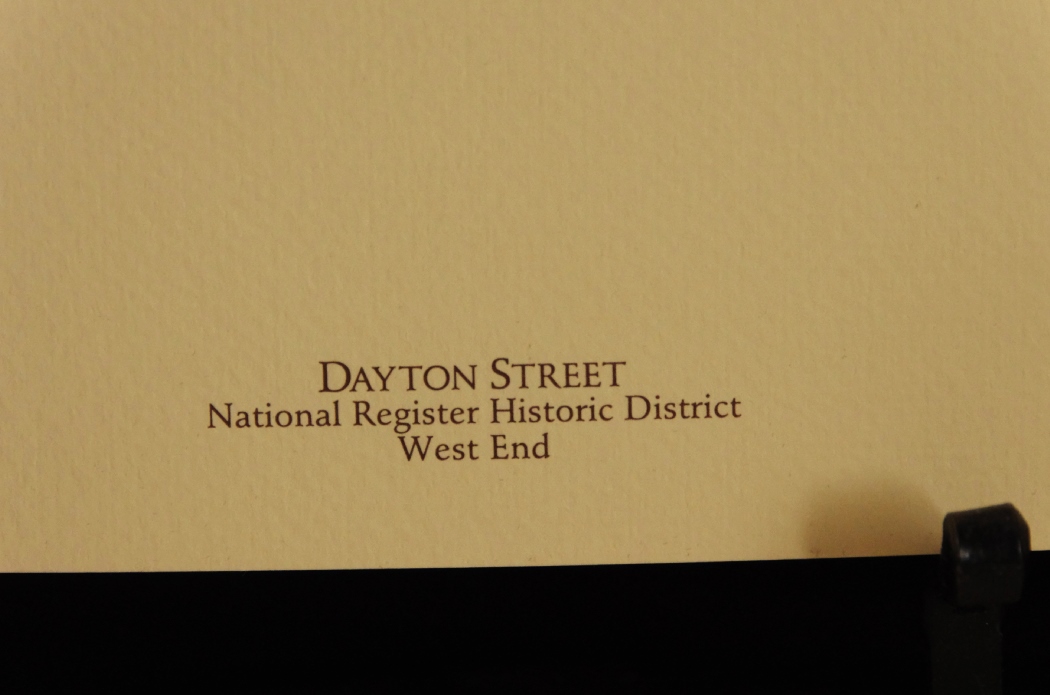 DAYTON STREET
National Register Historic District
West End